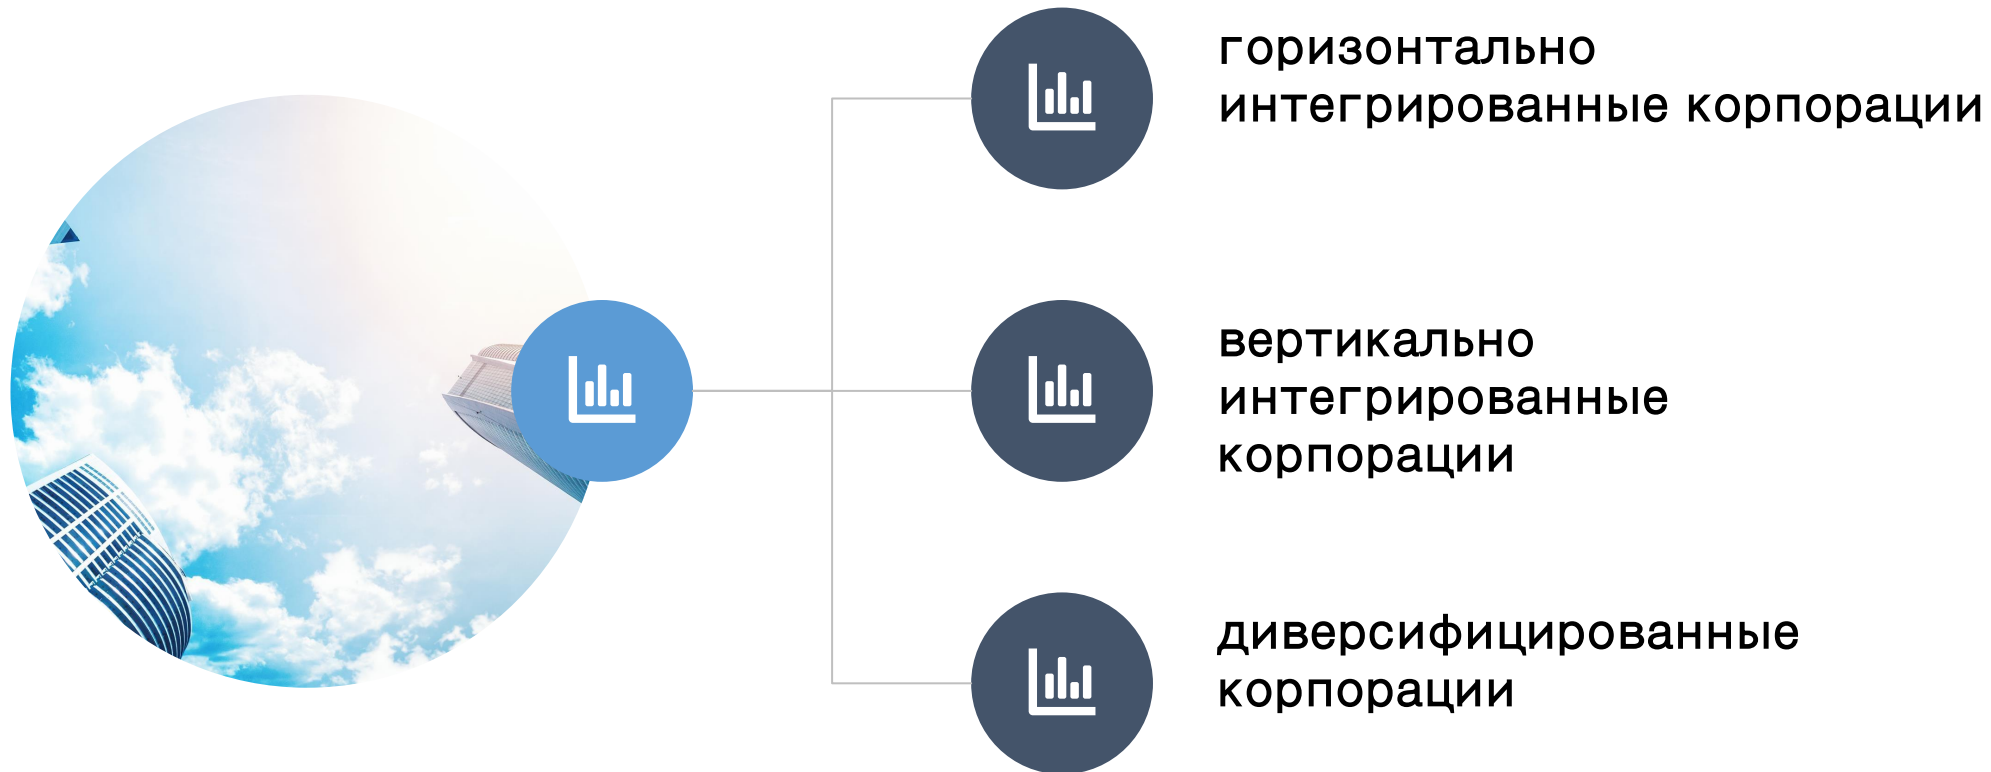 горизонтально
интегрированные корпорации
вертикально
интегрированные
корпорации
диверсифицированные
корпорации